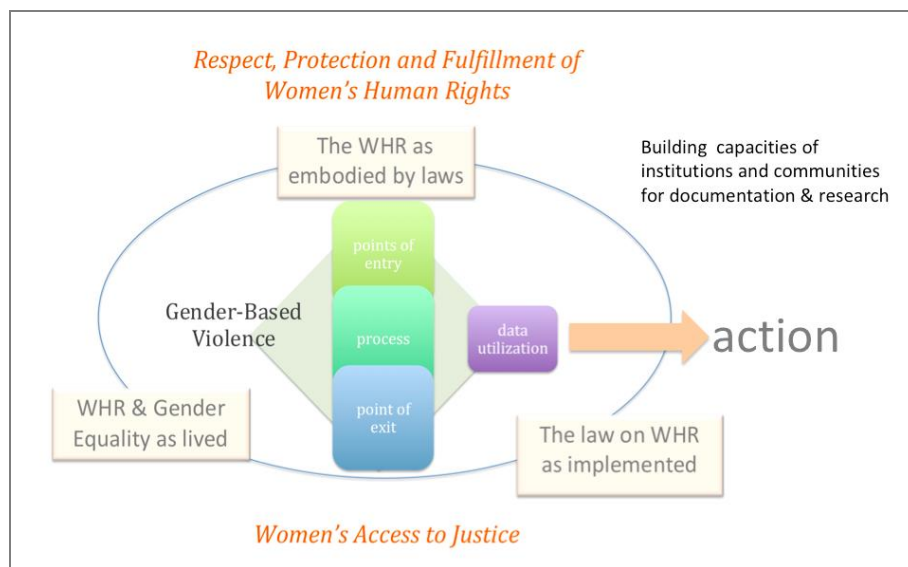 Respect, Protection and Fulfillment of
Women's Human Rights
The WHR as
embodied by laws
Building capacities of
institutions and communities
for documentation & research
points of
entry
Gender-Based
Violence
process
data
utilization
action
point of
exit
WHR & Gender
Equality as lived
The law on WHR
as implemented
Women's Access to Justice